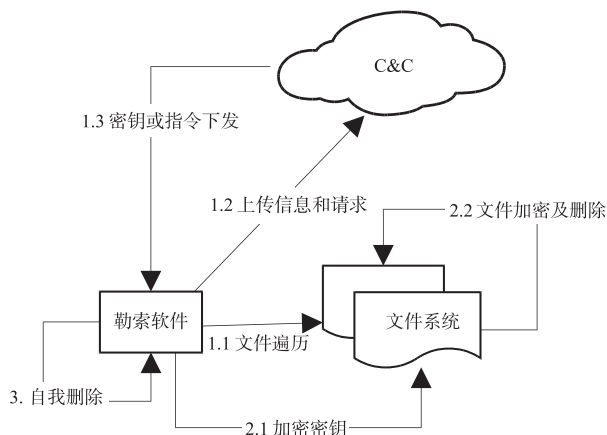 C&C
1.3 密钥或指令下发
1.2 上传信息和请求
2.2 文件加密及删除
勒索软件
文件系统
1.1 文件遍历
3. 自我删除
2.1 加密密钥